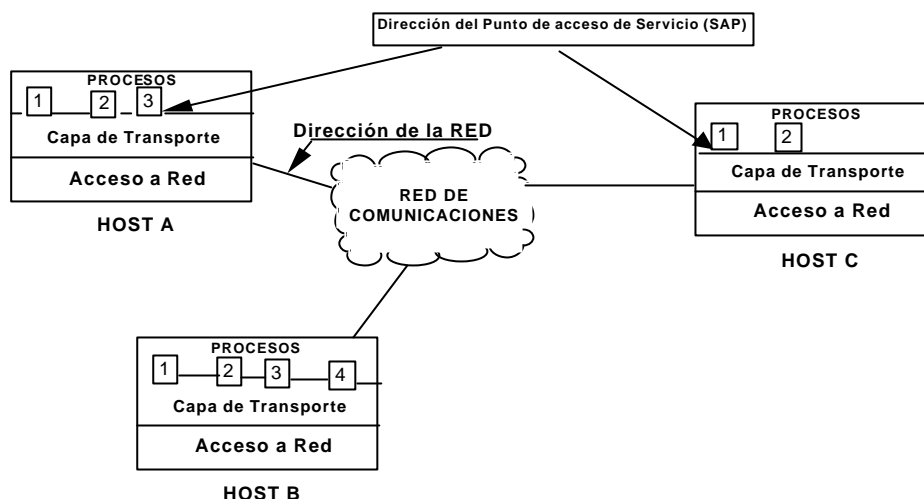 Dirección del Punto de acceso de Servicio (SAP)
PROCESOS
1 2 3
Capa de Transporte
Acceso a Red
HOST A
Dirección de la RED
RED DE
COMUNICACIONES
PROCESOS
1 2
Capa de Transporte
Acceso a Red
HOST C
PROCESOS
1 2 3 4
Capa de Transporte
Acceso a Red
HOST B